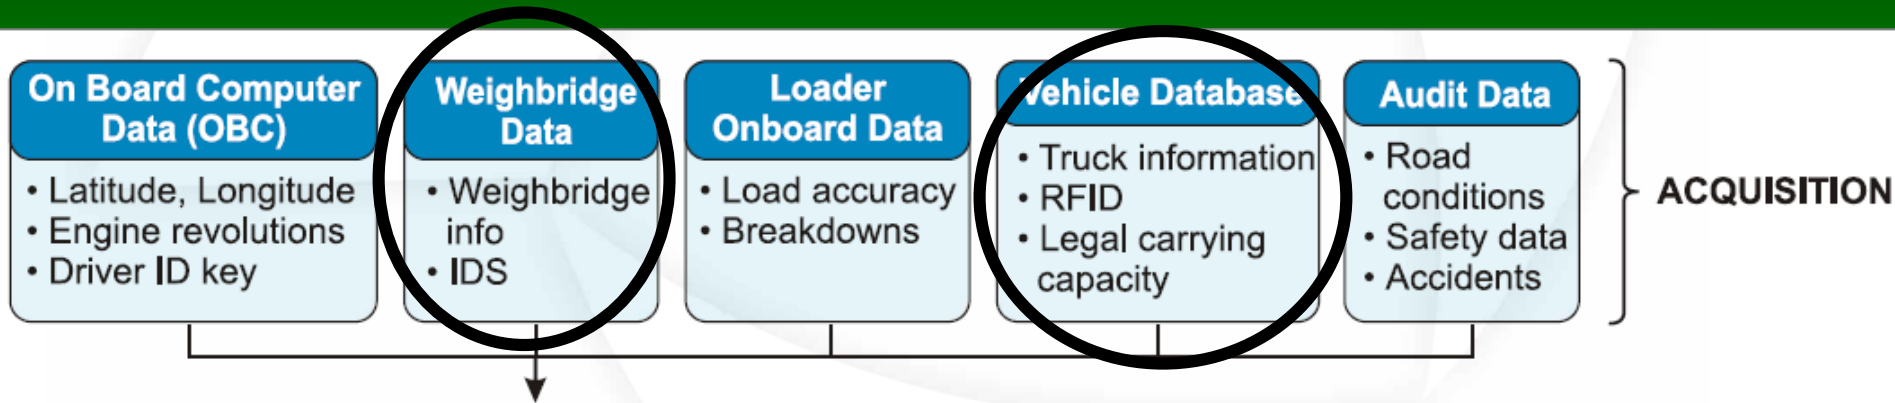 On Board Computer
Data (OBC)
• Latitude, Longitude
• Engine revolutions
• Driver ID key
Weighbridge
Data
• Weighbridge
info
• IDS
Loader
Onboard Data
• Load accuracy
• Breakdowns
Vehicle Database
• Truck information
• RFID
• Legal carrying
capacity
Audit Data
• Road
conditions
• Safety data
• Accidents
ACQUISITION